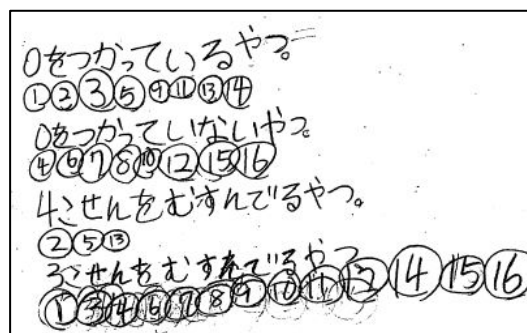 0をつかっているやつ。
①②③⑤⑨⑪⑬⑭
0をつかっていないやつ。
④⑥⑦⑧⑩⑫⑮⑯
4こせんをむすんでるやつ。
②⑤⑬
3こせんをむすんでるやつ
①③④⑥⑦⑧⑨⑩⑪⑫⑭⑮⑯